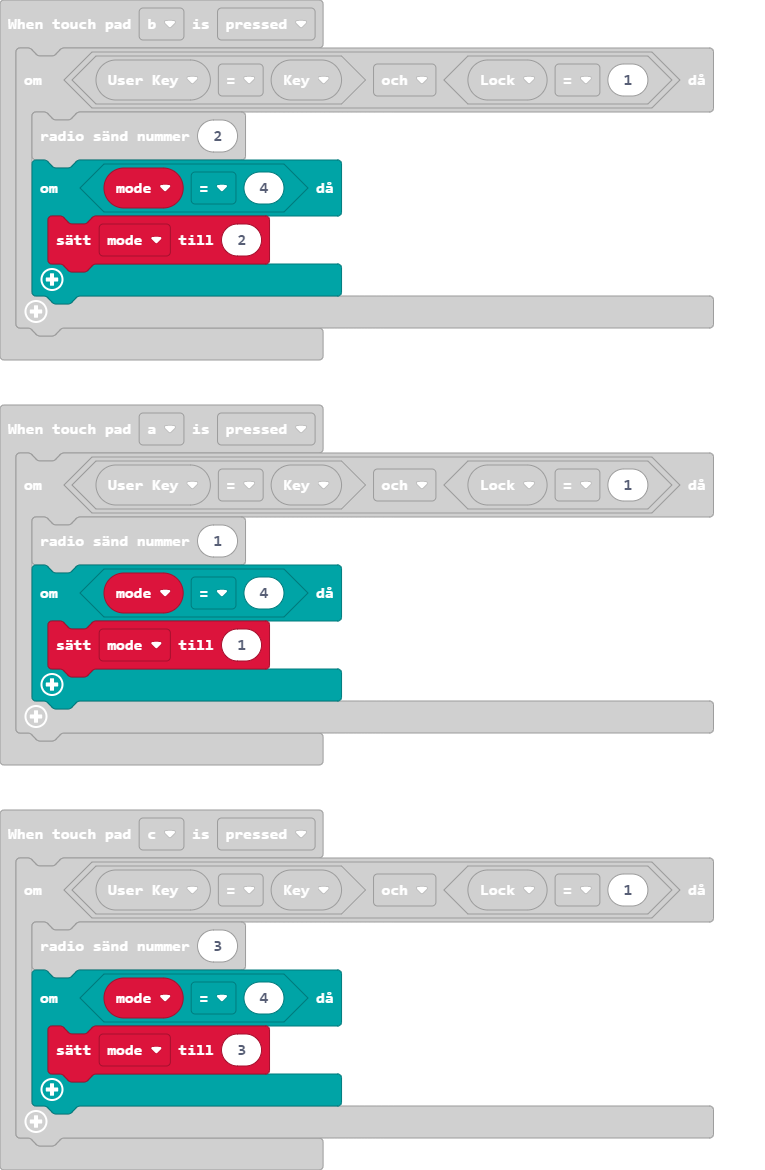 When touch pad b is pressed
om User Key = Key och Lock = 1 då
radio sänd nummer 2
om mode = 4 då
sätt mode till 2
When touch pad a is pressed
om User Key = Key och Lock = 1 då
radio sänd nummer 1
om mode = 4 då
sätt mode till 1
When touch pad c is pressed
om User Key = Key och Lock = 1 då
radio sänd nummer 3
om mode = 4 då
sätt mode till 3